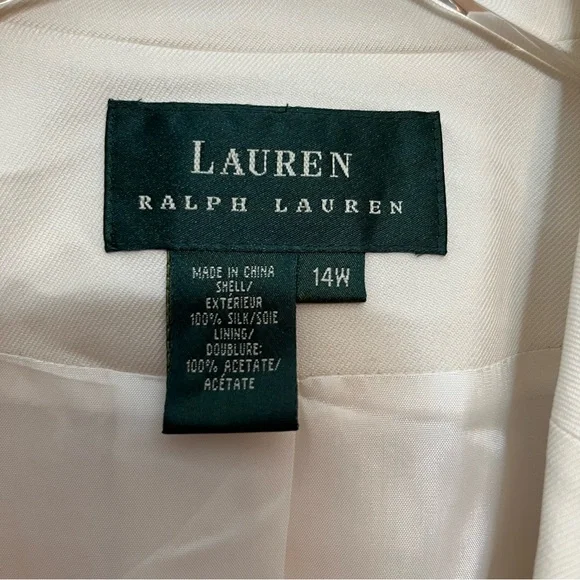 LAUREN
RALPH LAUREN
MADE IN CHINA
SHELL/
EXTÉRIEUR
100% SILK/SOIE
LINING/
DOUBLURE:
100% ACETATE/
ACÉTATE
14W